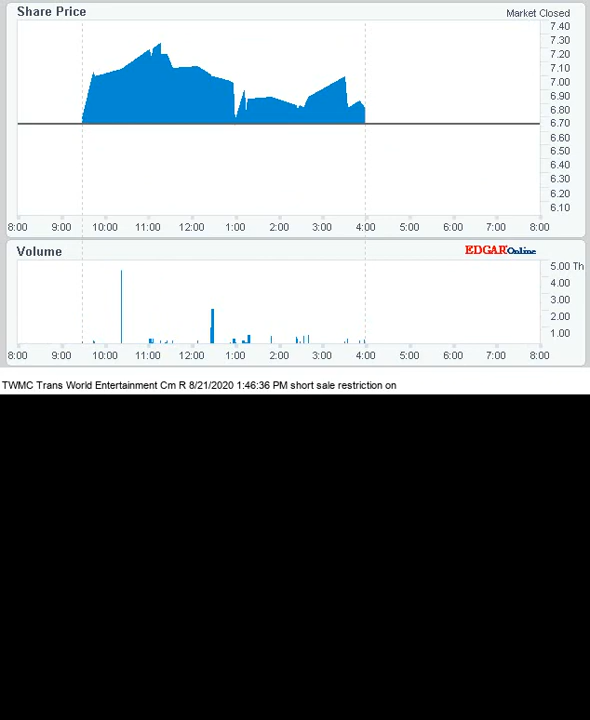 Share Price
Market Closed
7.40
7.30
7.20
7.10
7.00
6.90
6.80
6.70
6.60
6.50
6.40
6.30
6.20
6.10
8:00 9:00 10:00 11:00 12:00 1:00 2:00 3:00 4:00 5:00 6:00 7:00 8:00
Volume
EDGAR Online
5.00 Th
4.00
3.00
2.00
1.00
8:00 9:00 10:00 11:00 12:00 1:00 2:00 3:00 4:00 5:00 6:00 7:00 8:00
TWMC Trans World Entertainment Cm R 8/21/2020 1:46:36 PM short sale restriction on